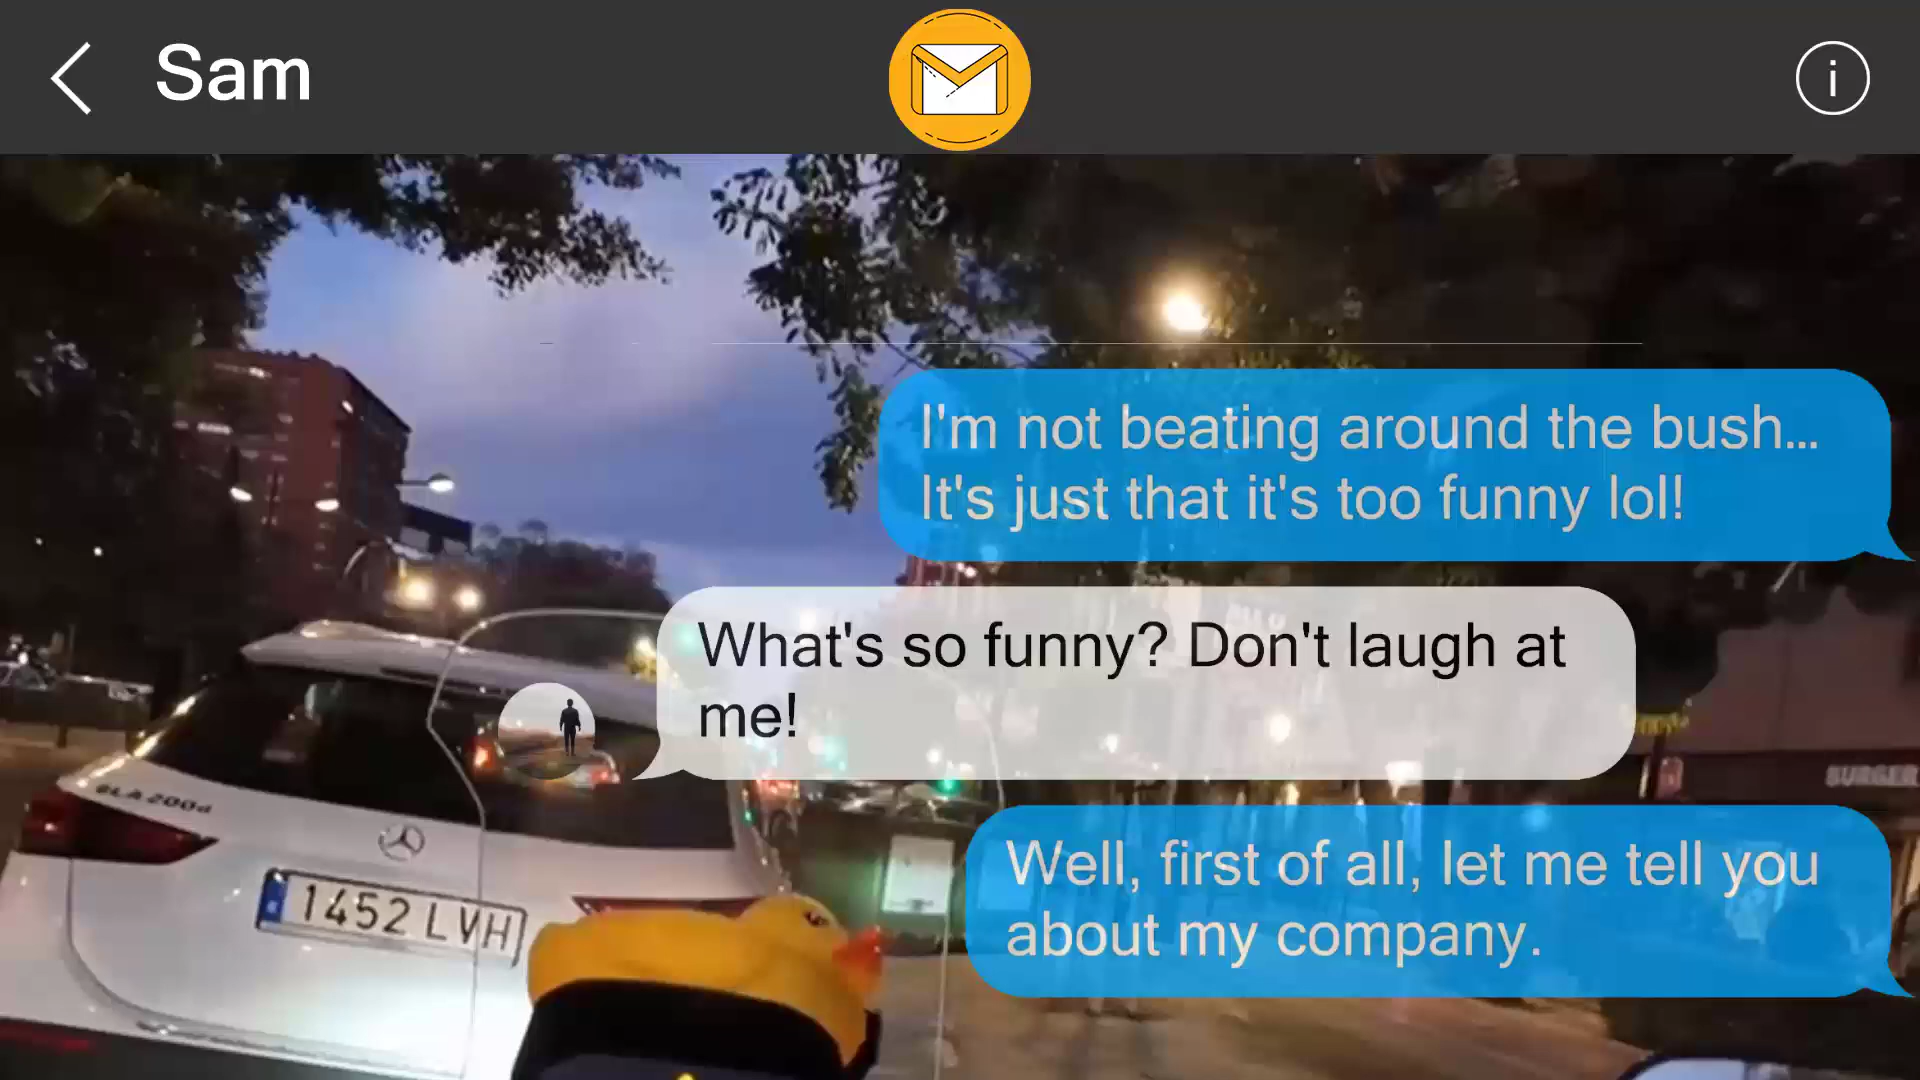 Sam
I'm not beating around the bush...
It's just that it's too funny lol!
What's so funny? Don't laugh at
me!
BURGER
Well, first of all, let me tell you
about my company.
GLA 200d
1452 LVH